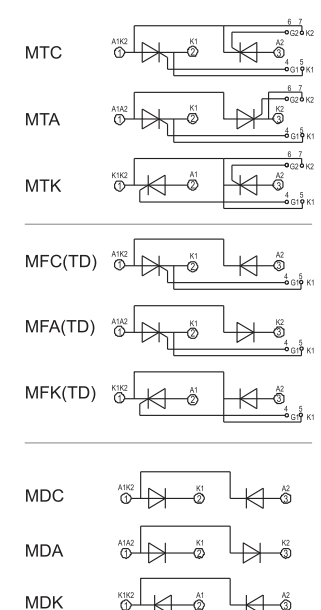 6 7
MTC A1K2 1 K1 2 A2 3 G2 K2
4 5
G1 K1
6 7
MTA A1A2 1 K1 2 K2 3 G2 K2
4 5
G1 K1
6 7
MTK K1K2 1 A1 2 A2 3 G2 K2
4 5
G1 K1
MFC(TD) A1K2 1 K1 2 A2 3
4 5
G1 K1
MFA(TD) A1A2 1 K1 2 K2 3
4 5
G1 K1
MFK(TD) K1K2 1 A1 2 A2 3
4 5
G1 K1
MDC A1K2 1 K1 2 A2 3
MDA A1A2 1 K1 2 K2 3
MDK K1K2 1 A1 2 A2 3